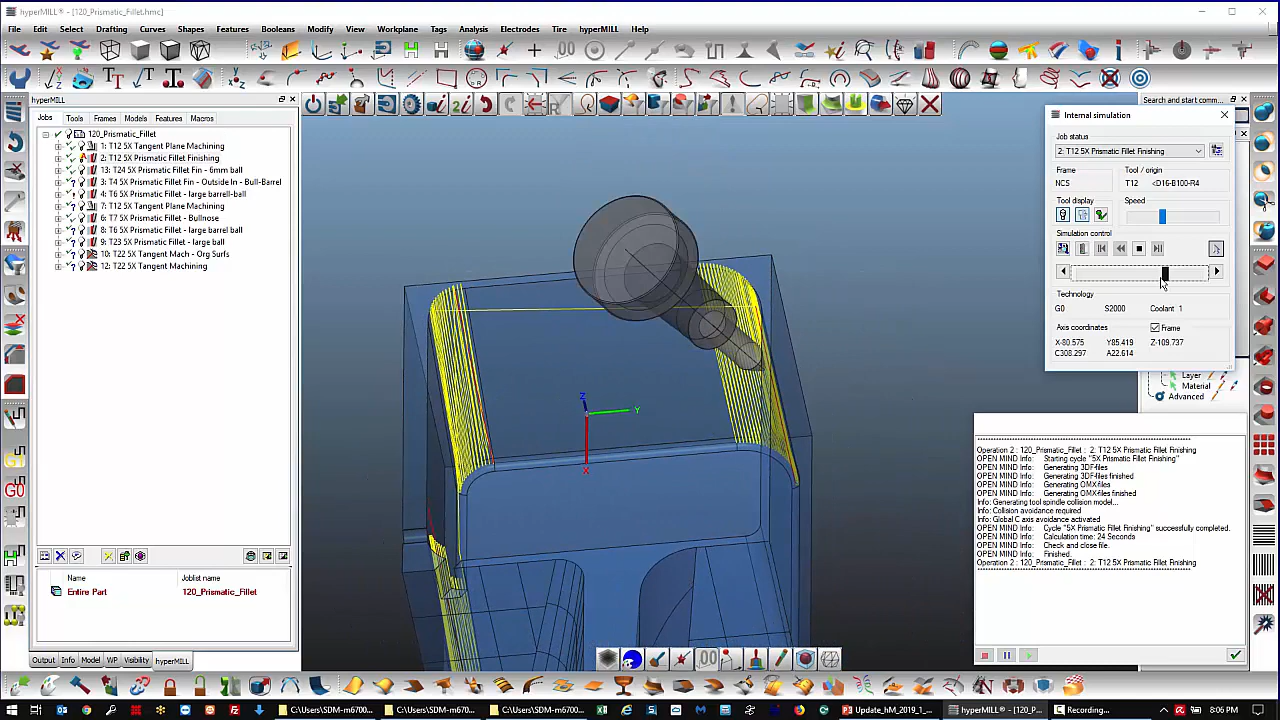 hyperMILL® - [120_Prismatic_Fillet.hmc]
File Edit Select Drafting Curves Shapes Features Booleans Modify View Workplane Tags Analysis Electrodes Tire hyperMILL Help
hyperMILL
Jobs Tools Frames Models Features Macros
120_Prismatic_Fillet
1: T12 5X Tangent Plane Machining
2: T12 5X Prismatic Fillet Finishing
13: T24 5X Prismatic Fillet Fin - 6mm ball
3: T4 5X Prismatic Fillet Fin - Outside In - Bull-Barrel
4: T6 5X Prismatic Fillet - large barrell-ball
7: T12 5X Tangent Plane Machining
6: T7 5X Prismatic Fillet - Bullnose
8: T6 5X Prismatic Fillet - large barrel ball
9: T23 5X Prismatic Fillet - large ball
10: T22 5X Tangent Mach - Org Surfs
12: T22 5X Tangent Machining
Name Joblist name
Entire Part 120_Prismatic_Fillet
Output Info Model WP Visibility hyperMILL
Z
Y
X
Search and start comm...
Internal simulation
Job status
2: T12 5X Prismatic Fillet Finishing
Frame Tool / origin
NCS T12 <D16-B100-R4
Tool display Speed
Simulation control
Technology
G0 S2000 Coolant 1
Axis coordinates Frame
X-80.575 Y85.419 Z-109.737
C308.297 A22.614
Layer
Material
Advanced
Operation 2 : 120_Prismatic_Fillet : 2: T12 5X Prismatic Fillet Finishing
OPEN MIND Info: Starting cycle "5X Prismatic Fillet Finishing"
OPEN MIND Info: Generating 3DF-files
OPEN MIND Info: Generating 3DF-files finished
OPEN MIND Info: Generating OMX-files
OPEN MIND Info: Generating OMX-files finished
Info: Generating tool spindle collision model...
Info: Collision avoidance required
Info: Global C axis avoidance activated
OPEN MIND Info: Cycle "5X Prismatic Fillet Finishing" successfully completed.
OPEN MIND Info: Calculation time: 24 Seconds
OPEN MIND Info: Check and close file.
OPEN MIND Info: Finished.
Operation 2 : 120_Prismatic_Fillet : 2: T12 5X Prismatic Fillet Finishing
C:\Users\SDM-m6700... C:\Users\SDM-m6700... C:\Users\SDM-m6700... Update_hM_2019_1_... hyperMILL® - [120_P... Recording... 8:06 PM